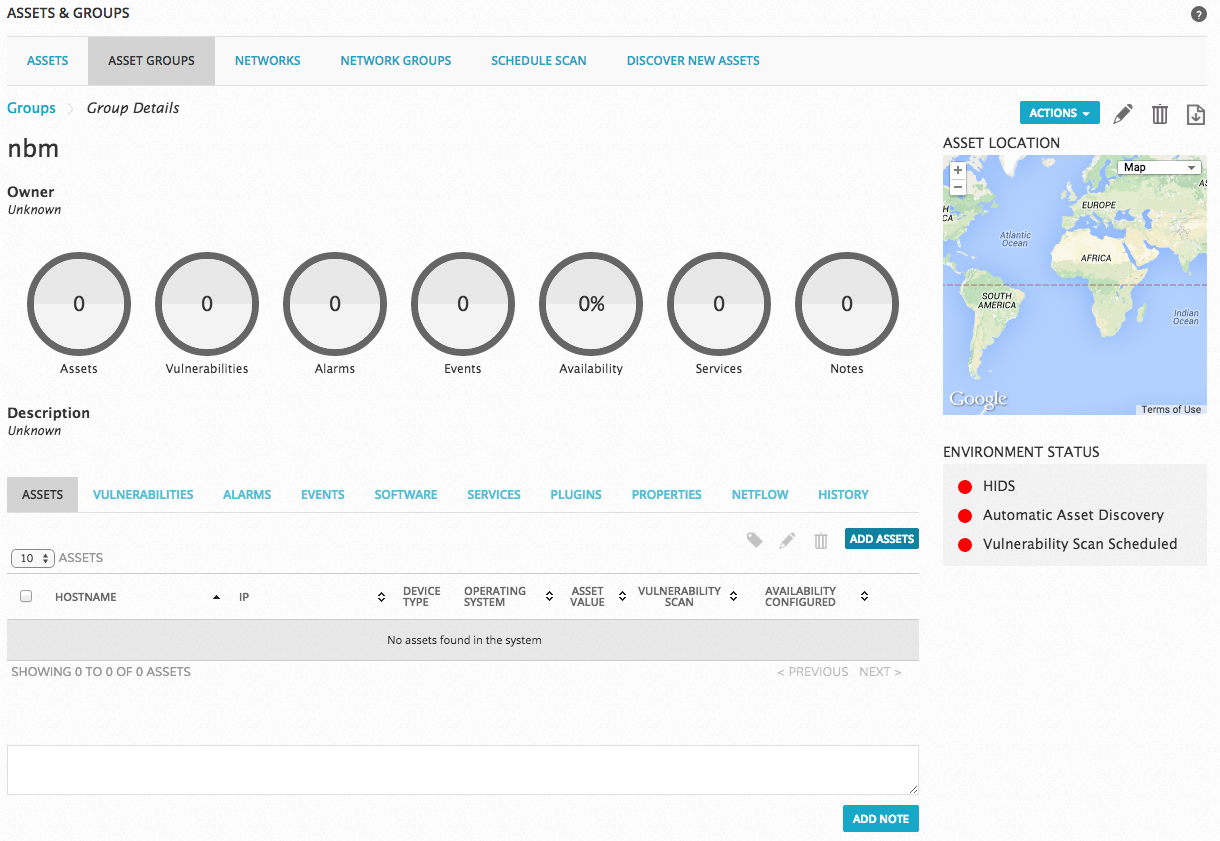 ASSETS & GROUPS
?
ASSETS
ASSET GROUPS
NETWORKS
NETWORK GROUPS
SCHEDULE SCAN
DISCOVER NEW ASSETS
Groups
Group Details
ACTIONS
nbm
Owner
Unknown
0
0
0
0
0%
0
0
Assets
Vulnerabilities
Alarms
Events
Availability
Services
Notes
Description
Unknown
ASSET LOCATION
+
−
Map
AS
EUROPE
H
CA
Atlantic
Ocean
AFRICA
SOUTH
AMERICA
Indian
Ocean
Google
Terms of Use
ENVIRONMENT STATUS
HIDS
Automatic Asset Discovery
Vulnerability Scan Scheduled
ASSETS
VULNERABILITIES
ALARMS
EVENTS
SOFTWARE
SERVICES
PLUGINS
PROPERTIES
NETFLOW
HISTORY
ADD ASSETS
10 ASSETS
HOSTNAME
IP
DEVICE
TYPE
OPERATING
SYSTEM
ASSET
VALUE
VULNERABILITY
SCAN
AVAILABILITY
CONFIGURED
No assets found in the system
SHOWING 0 TO 0 OF 0 ASSETS
< PREVIOUS NEXT >
ADD NOTE